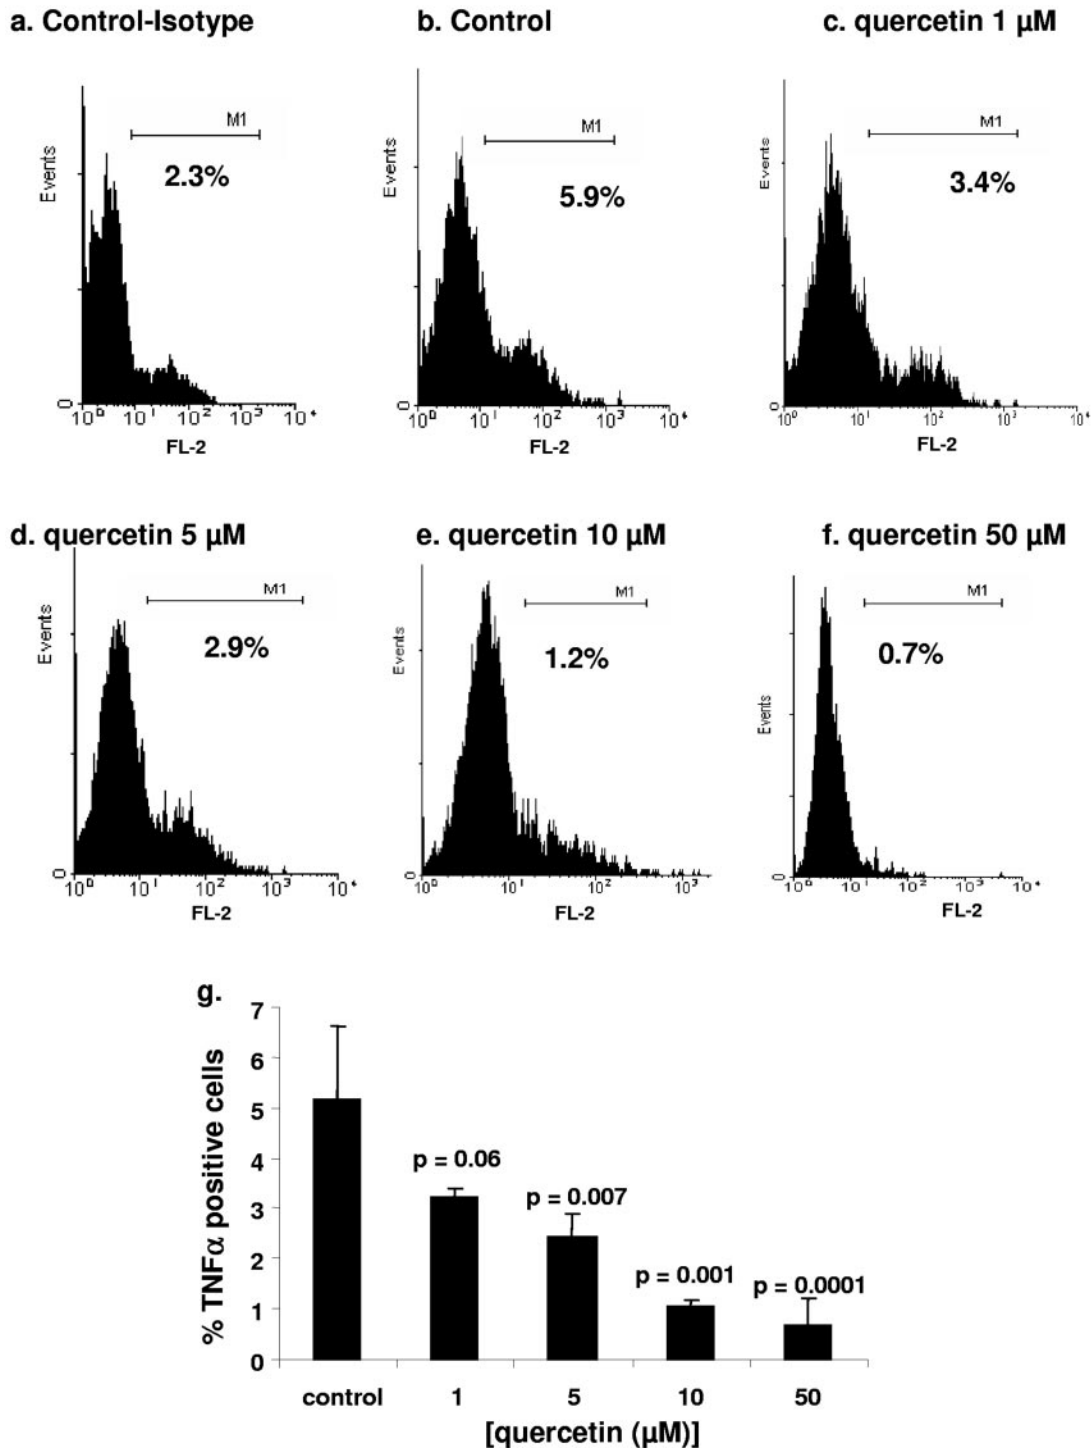 a. Control-Isotype
b. Control
c. quercetin 1 µM
M1
2.3%
Events
0
10⁰ 10¹ 10² 10³ 10⁴
FL-2
M1
5.9%
Events
0
10⁰ 10¹ 10² 10³ 10⁴
FL-2
M1
3.4%
Events
0
10⁰ 10¹ 10² 10³ 10⁴
FL-2
d. quercetin 5 µM
e. quercetin 10 µM
f. quercetin 50 µM
M1
2.9%
Events
0
10⁰ 10¹ 10² 10³ 10⁴
FL-2
M1
1.2%
Events
0
10⁰ 10¹ 10² 10³
FL-2
M1
0.7%
Events
0
10⁰ 10¹ 10² 10³ 10⁴
FL-2
g.
% TNFα positive cells
7
6
5
4
3
2
1
0
p = 0.06
p = 0.007
p = 0.001
p = 0.0001
control 1 5 10 50
[quercetin (µM)]